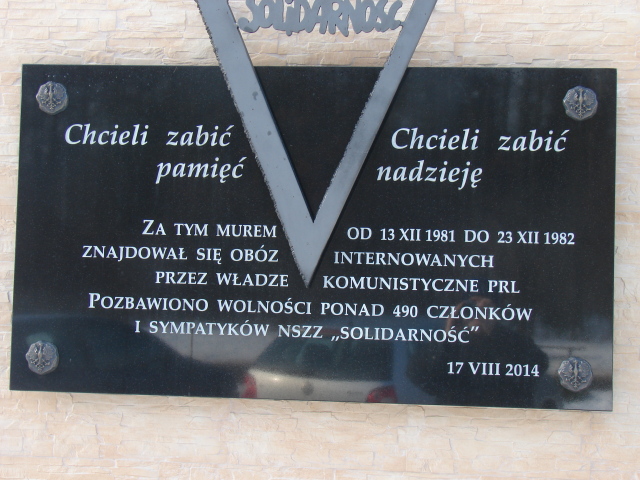 SOLIDARNOŚĆ
Chcieli zabić Chcieli zabić
pamięć nadzieję
ZA TYM MUREM OD 13 XII 1981 DO 23 XII 1982
ZNAJDOWAŁ SIĘ OBÓZ INTERNOWANYCH
PRZEZ WŁADZE KOMUNISTYCZNE PRL
POZBAWIONO WOLNOŚCI PONAD 490 CZŁONKÓW
I SYMPATYKÓW NSZZ „SOLIDARNOŚĆ”
17 VIII 2014